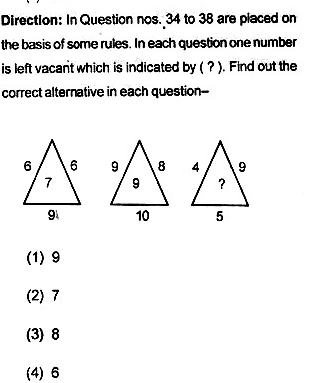 Direction: In Question nos. 34 to 38 are placed on
the basis of some rules. In each question one number
is left vacant which is indicated by ( ? ). Find out the
correct alternative in each question–
6 6 9 8 4 9
7 9 ?
9 10 5
(1) 9
(2) 7
(3) 8
(4) 6